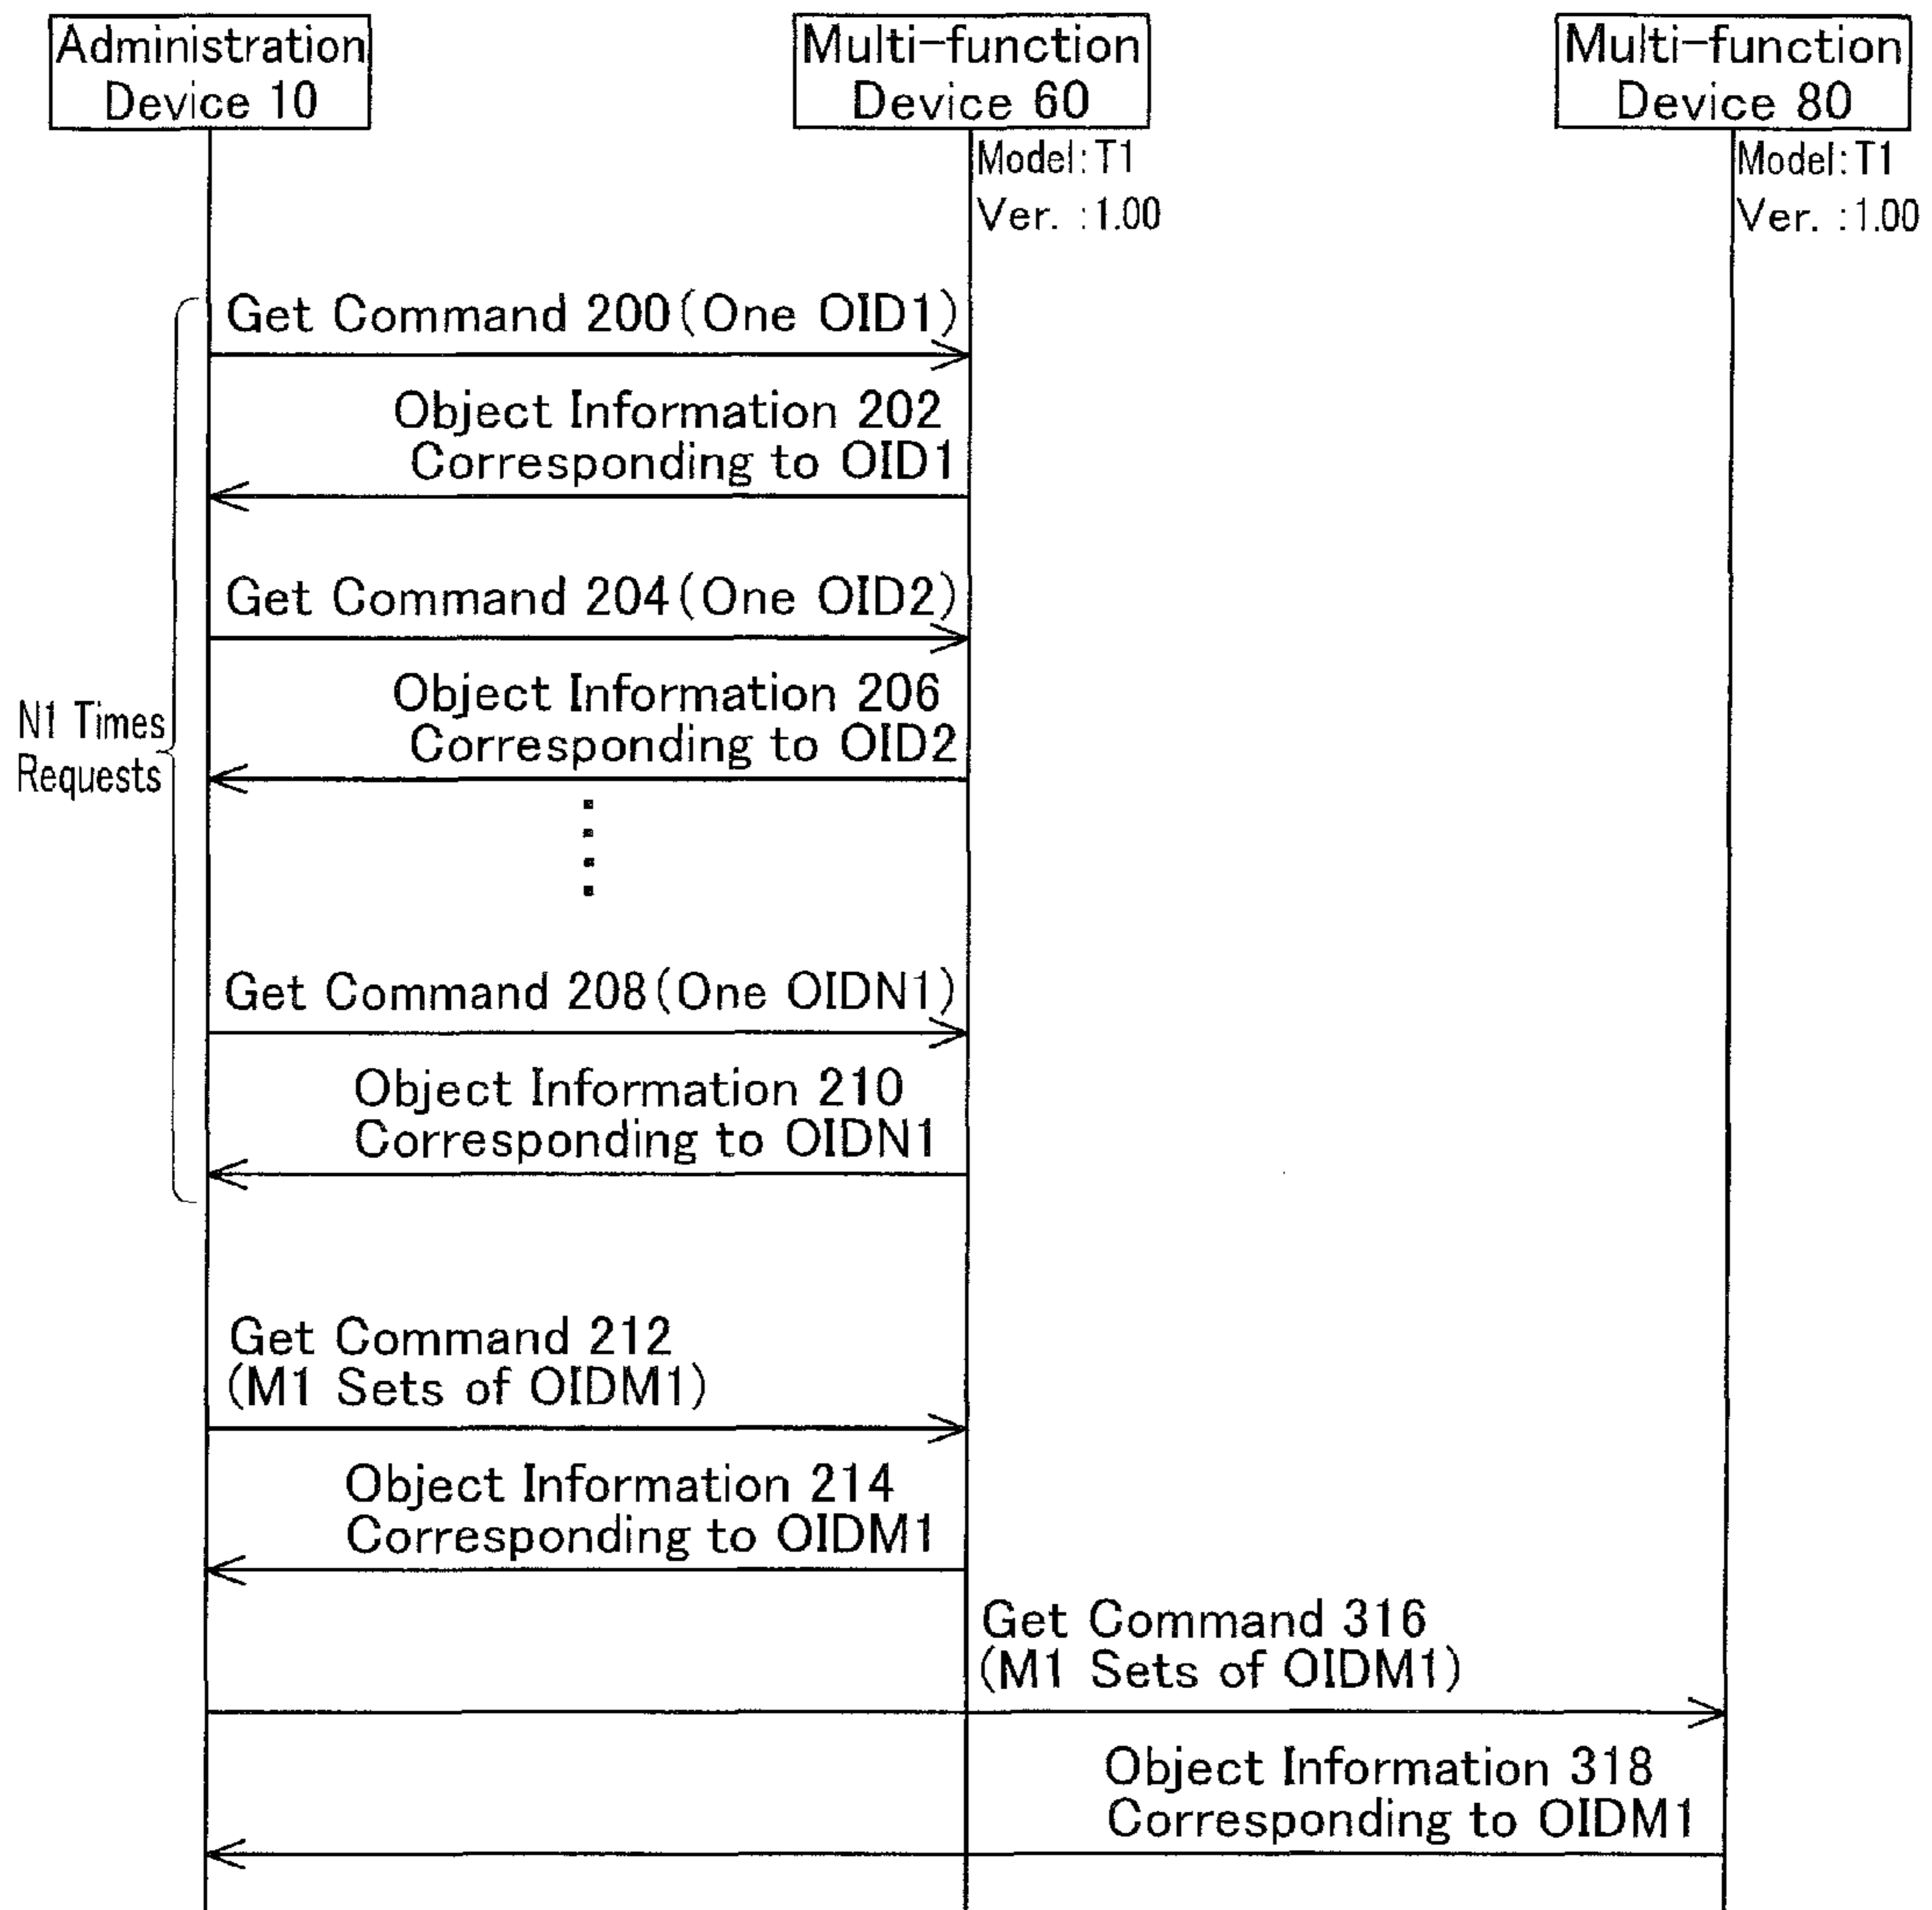 Administration
Device 10
Multi-function
Device 60
Multi-function
Device 80
Model:T1
Ver. :1.00
Model:T1
Ver. :1.00
Get Command 200(One OID1)
Object Information 202
Corresponding to OID1
Get Command 204(One OID2)
Object Information 206
Corresponding to OID2
N1 Times
Requests
Get Command 208(One OIDN1)
Object Information 210
Corresponding to OIDN1
Get Command 212
(M1 Sets of OIDM1)
Object Information 214
Corresponding to OIDM1
Get Command 316
(M1 Sets of OIDM1)
Object Information 318
Corresponding to OIDM1